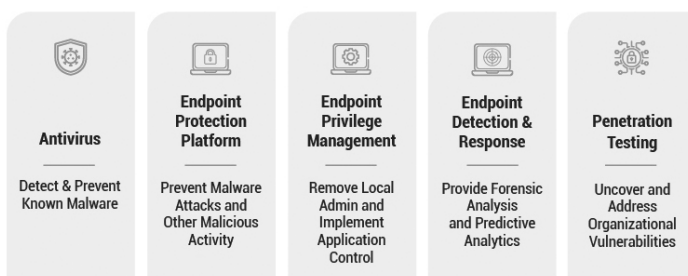 Antivirus
Detect & Prevent
Known Malware
Endpoint
Protection
Platform
Prevent Malware
Attacks and
Other Malicious
Activity
Endpoint
Privilege
Management
Remove Local
Admin and
Implement
Application
Control
Endpoint
Detection &
Response
Provide Forensic
Analysis
and Predictive
Analytics
Penetration
Testing
Uncover and
Address
Organizational
Vulnerabilities